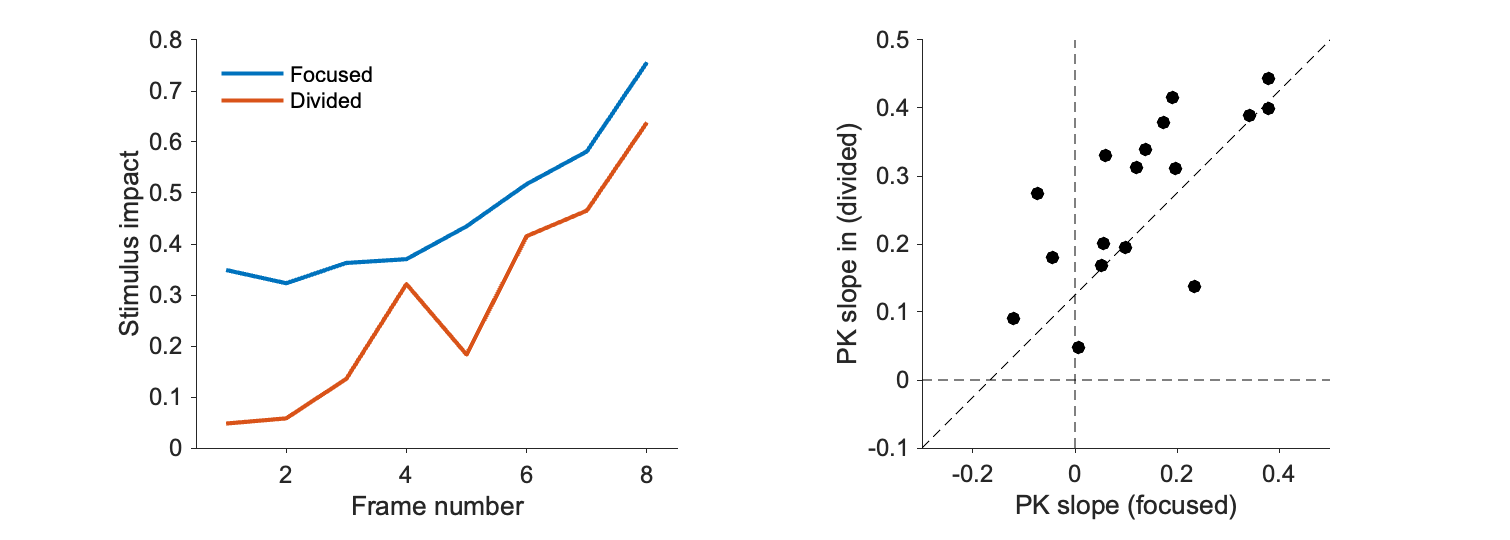 0.8
0.7
0.6
0.5
0.4
0.3
0.2
0.1
0
Stimulus impact
Focused
Divided
2 4 6 8
Frame number
0.5
0.4
0.3
0.2
0.1
0
-0.1
PK slope in (divided)
-0.2 0 0.2 0.4
PK slope (focused)